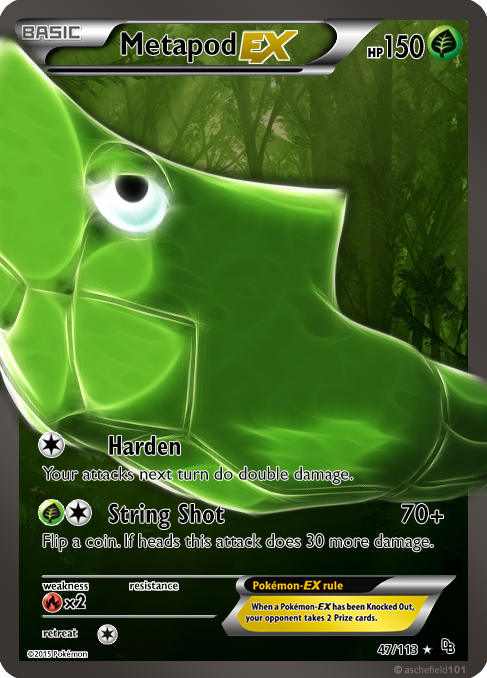 BASIC
Metapod EX
HP150
Harden
Your attacks next turn do double damage.
String Shot 70+
Flip a coin. If heads this attack does 30 more damage.
weakness resistance
x2
Pokémon-EX rule
When a Pokémon-EX has been Knocked Out,
your opponent takes 2 Prize cards.
retreat
©2015 Pokémon
47/113 ★ DB
© aschefield101